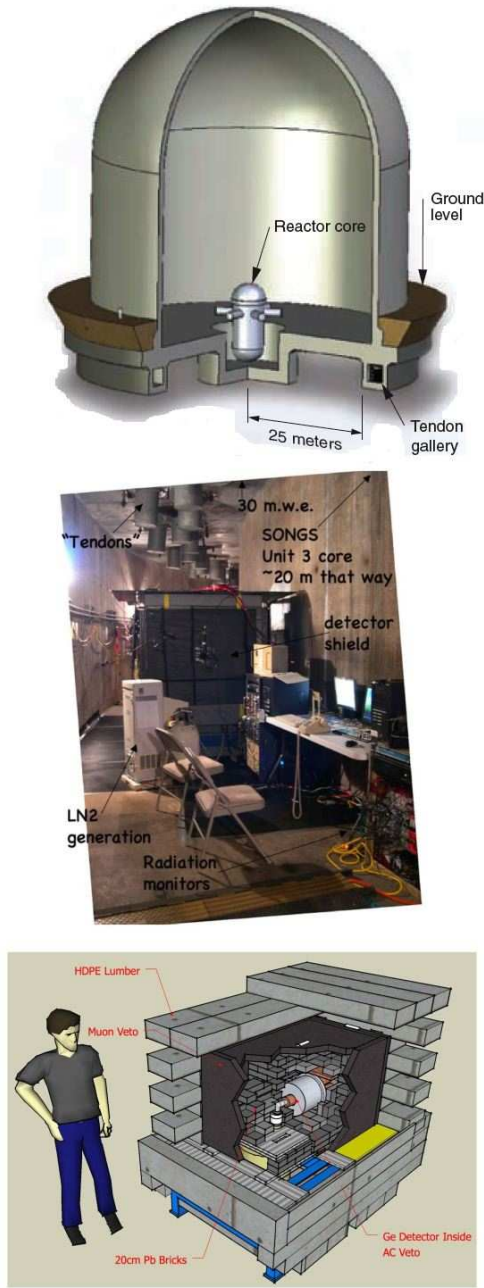 Ground
level
Reactor core
25 meters
Tendon
gallery
30 m.w.e.
"Tendons"
SONGS
Unit 3 core
~20 m that way
detector
shield
LN2
generation
Radiation
monitors
HDPE Lumber
Muon Veto
Ge Detector Inside
AC Veto
20cm Pb Bricks